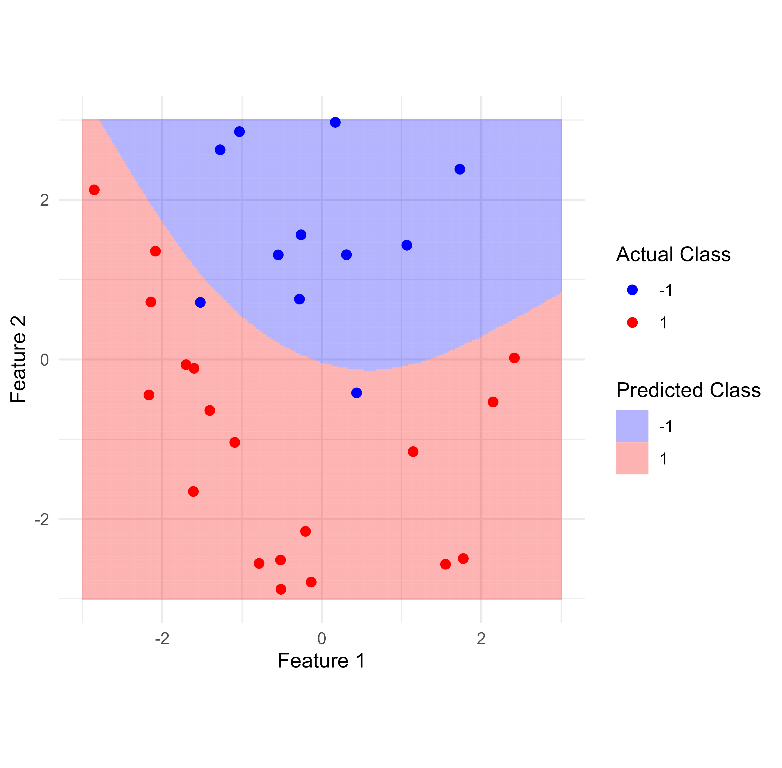 2
0
-2
-2
0
2
Feature 1
Feature 2
Actual Class
-1
1
Predicted Class
-1
1